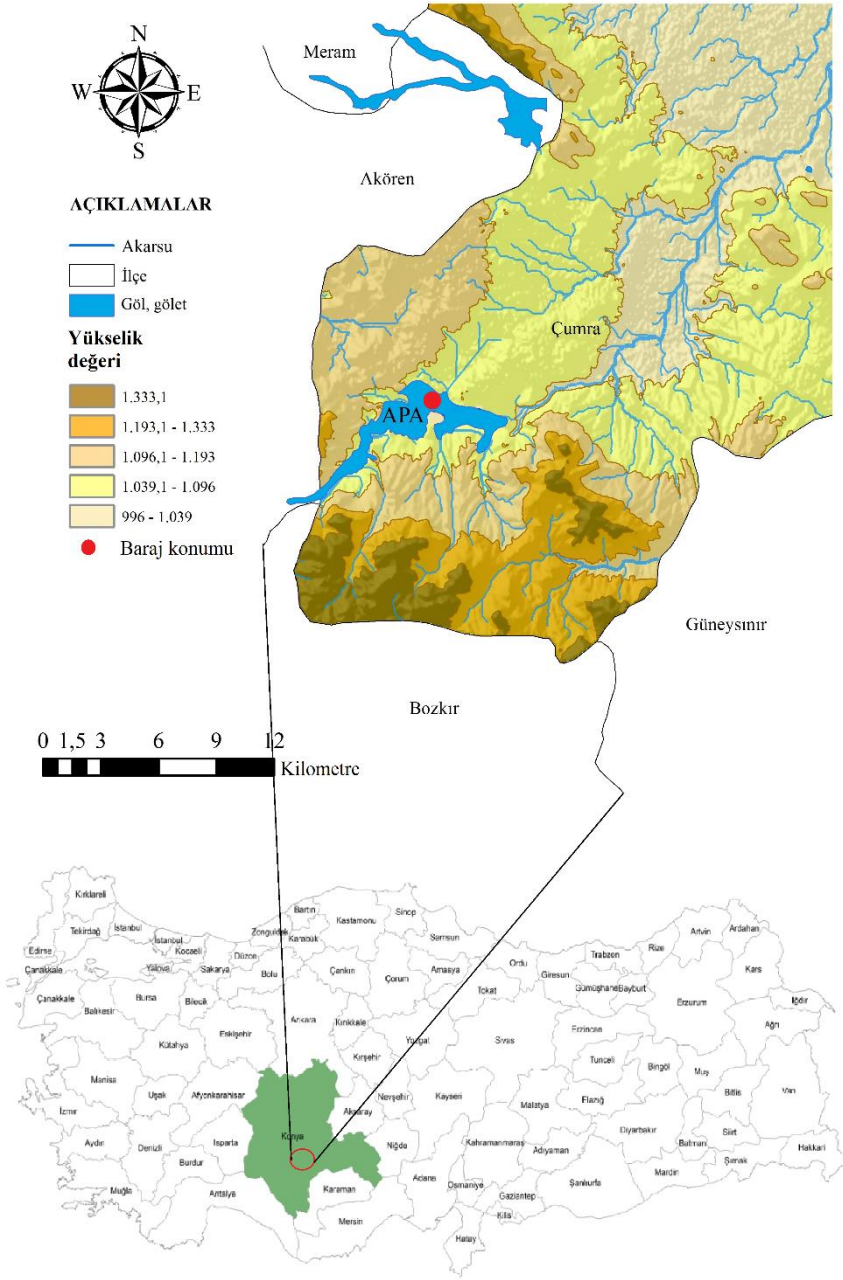 N
W
E
S
Meram
Akören
AÇIKLAMALAR
Akarsu
İlçe
Göl, gölet
Yükselik
değeri
1.333,1
1.193,1 - 1.333
1.096,1 - 1.193
1.039,1 - 1.096
996 - 1.039
Baraj konumu
Çumra
APA
Güneysınır
Bozkır
0 1,5 3 6 9 12
Kilometre
Kırklareli
Tekirdağ
İstanbul
İstanbul
Edirse
Çanakkale
Kocaeli
Yalova
Sakarya
Düzon
Zonguldak
Bartın
Karabük
Kastamonu
Sinop
Samsun
Bolu
Çankırı
Çorum
Amasya
Ordu
Tokat
Giresun
Trabzon
Rize
Artvin
Ardahan
Gümüşhane
Bayburt
Kars
Iğdır
Erzurum
Ağrı
Çanakkale
Balıkesir
Bursa
Bilecik
Eskişehir
Ankara
Kırıkkale
Yozgat
Sivas
Erzincan
Tunceli
Bingöl
Muş
Kütahya
Kırşehir
Manisa
Uşak
Afyonkarahisar
Nevşehir
Kayseri
Malatya
Elazığ
Bitlis
Van
İzmir
Aksaray
Konya
Niğde
Kahramanmaraş
Adıyaman
Diyarbakır
Batman
Siirt
Şırnak
Hakkari
Aydın
Denizli
Isparta
Burdur
Muğla
Antalya
Karaman
Mersin
Adana
Osmaniye
Gaziantep
Kilis
Hatay
Şanlıurfa
Mardin